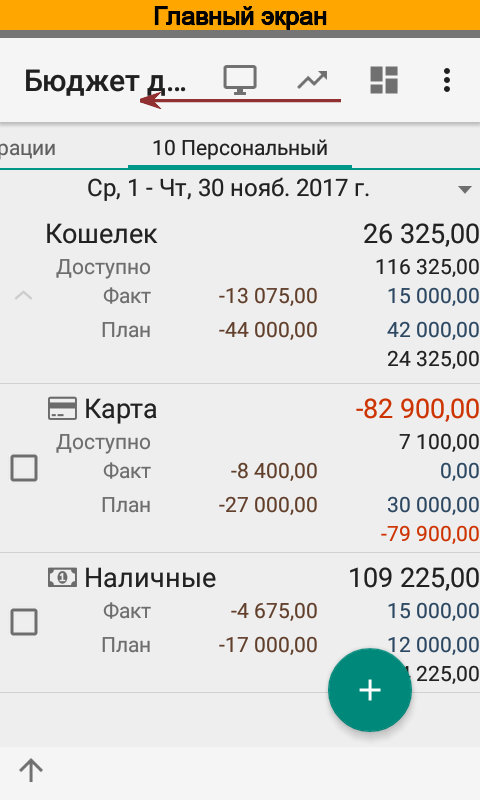 Главный экран
Бюджет д...
рации 10 Персональный
Ср, 1 - Чт, 30 нояб. 2017 г.
Кошелек 26 325,00
Доступно 116 325,00
Факт -13 075,00 15 000,00
План -44 000,00 42 000,00
24 325,00
Карта -82 900,00
Доступно 7 100,00
Факт -8 400,00 0,00
План -27 000,00 30 000,00
-79 900,00
Наличные 109 225,00
Факт -4 675,00 15 000,00
План -17 000,00 12 000,00
225,00